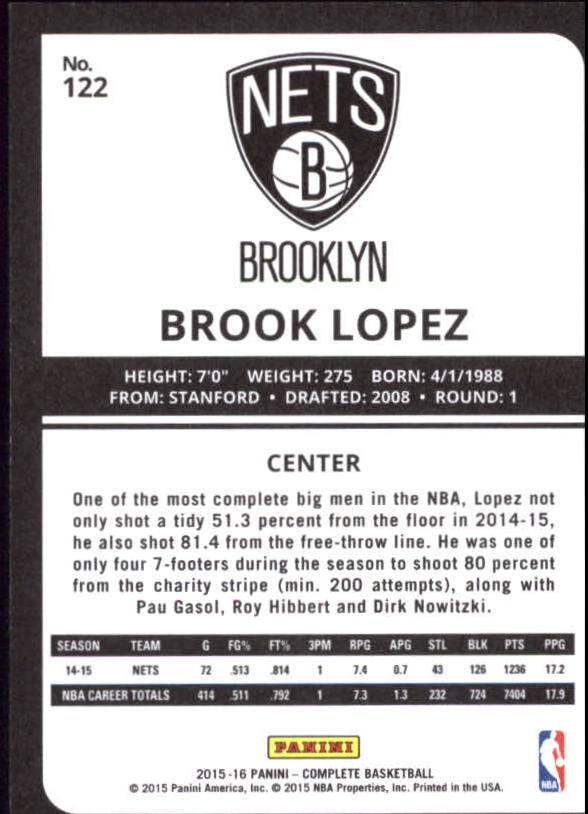 No.
122
NETS
B
BROOKLYN
BROOK LOPEZ
HEIGHT: 7'0" WEIGHT: 275 BORN: 4/1/1988
FROM: STANFORD • DRAFTED: 2008 • ROUND: 1
CENTER
One of the most complete big men in the NBA, Lopez not
only shot a tidy 51.3 percent from the floor in 2014-15,
he also shot 81.4 from the free-throw line. He was one of
only four 7-footers during the season to shoot 80 percent
from the charity stripe (min. 200 attempts), along with
Pau Gasol, Roy Hibbert and Dirk Nowitzki.
SEASON TEAM G FG% FT% 3PM RPG APG STL BLK PTS PPG
14-15 NETS 72 .513 .814 1 7.4 0.7 43 126 1236 17.2
NBA CAREER TOTALS 414 .511 .792 1 7.3 1.3 232 724 7404 17.9
PANINI
2015-16 PANINI – COMPLETE BASKETBALL
© 2015 Panini America, Inc. © 2015 NBA Properties, Inc. Printed in the USA.
NBA